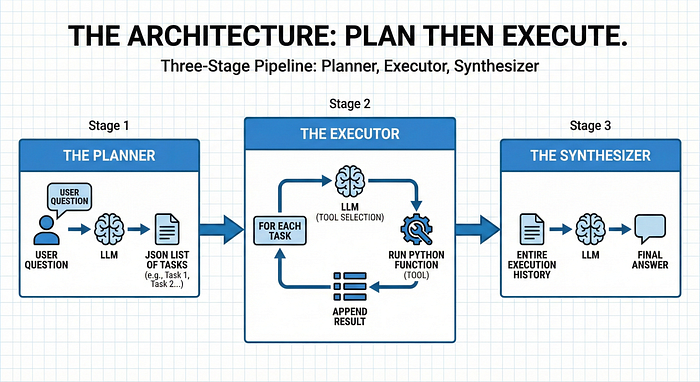 THE ARCHITECTURE: PLAN THEN EXECUTE.
Three-Stage Pipeline: Planner, Executor, Synthesizer
Stage 1
THE PLANNER
USER
QUESTION
USER
QUESTION
LLM
JSON LIST
OF TASKS
(e.g., Task 1,
Task 2...)
Stage 2
THE EXECUTOR
FOR EACH
TASK
LLM
(TOOL SELECTION)
RUN PYTHON
FUNCTION
(TOOL)
APPEND
RESULT
Stage 3
THE SYNTHESIZER
ENTIRE
EXECUTION
HISTORY
LLM
FINAL
ANSWER